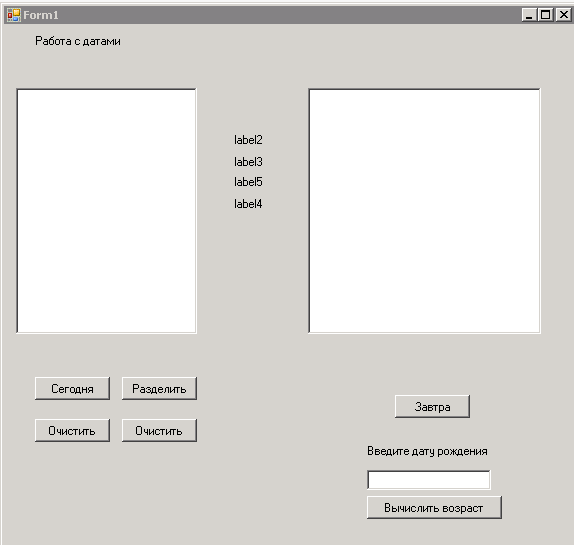 Form1
Работа с датами
label2
label3
label5
label4
Сегодня Разделить
Завтра
Очистить Очистить
Введите дату рождения
Вычислить возраст